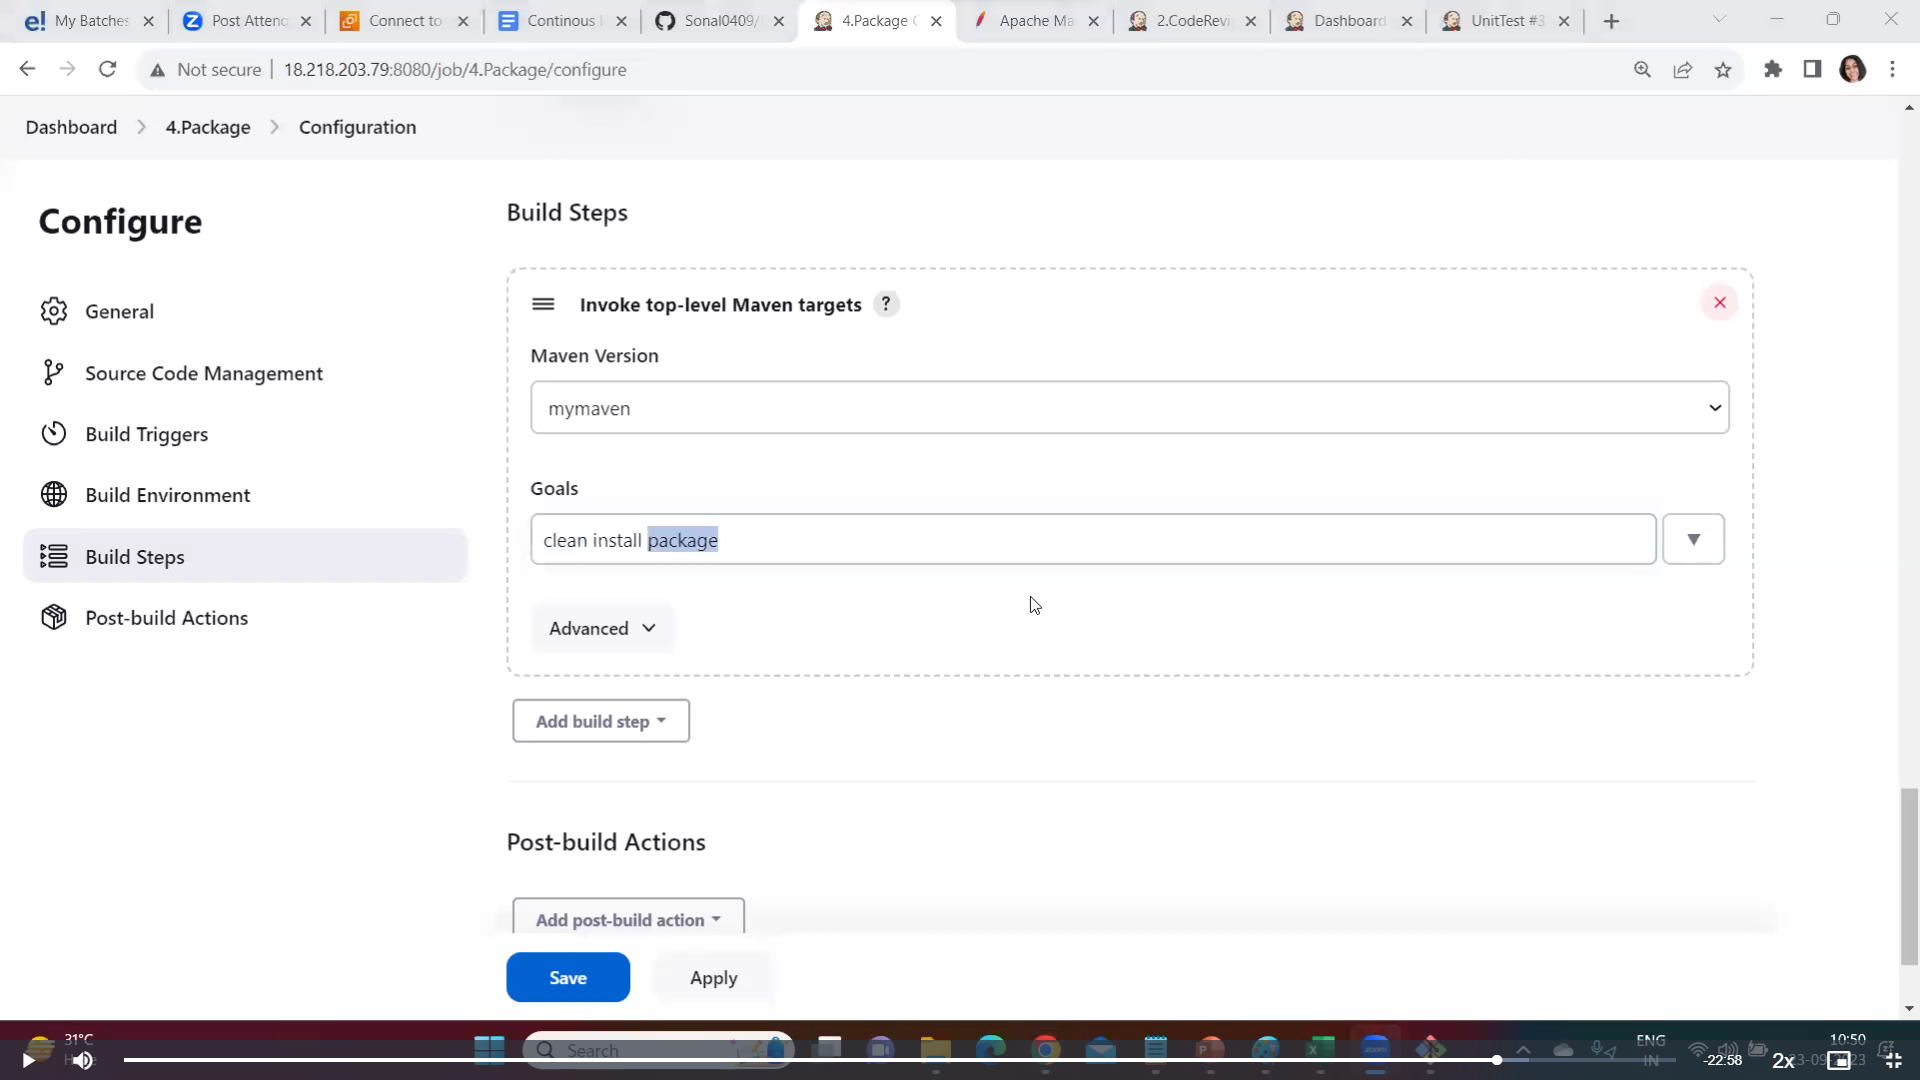 My Batches
Post Attend
Connect to
Continous
Sonal0409/
4.Package C
Apache Ma
2.CodeRevi
Dashboard
UnitTest #3
Not secure
18.218.203.79:8080/job/4.Package/configure
Dashboard
4.Package
Configuration
Configure
General
Source Code Management
Build Triggers
Build Environment
Build Steps
Post-build Actions
Build Steps
Invoke top-level Maven targets ?
Maven Version
mymaven
Goals
clean install package
Advanced
Add build step
Post-build Actions
Add post-build action
Save
Apply
31°C
Search
ENG
IN
10:50
-22:58
2x